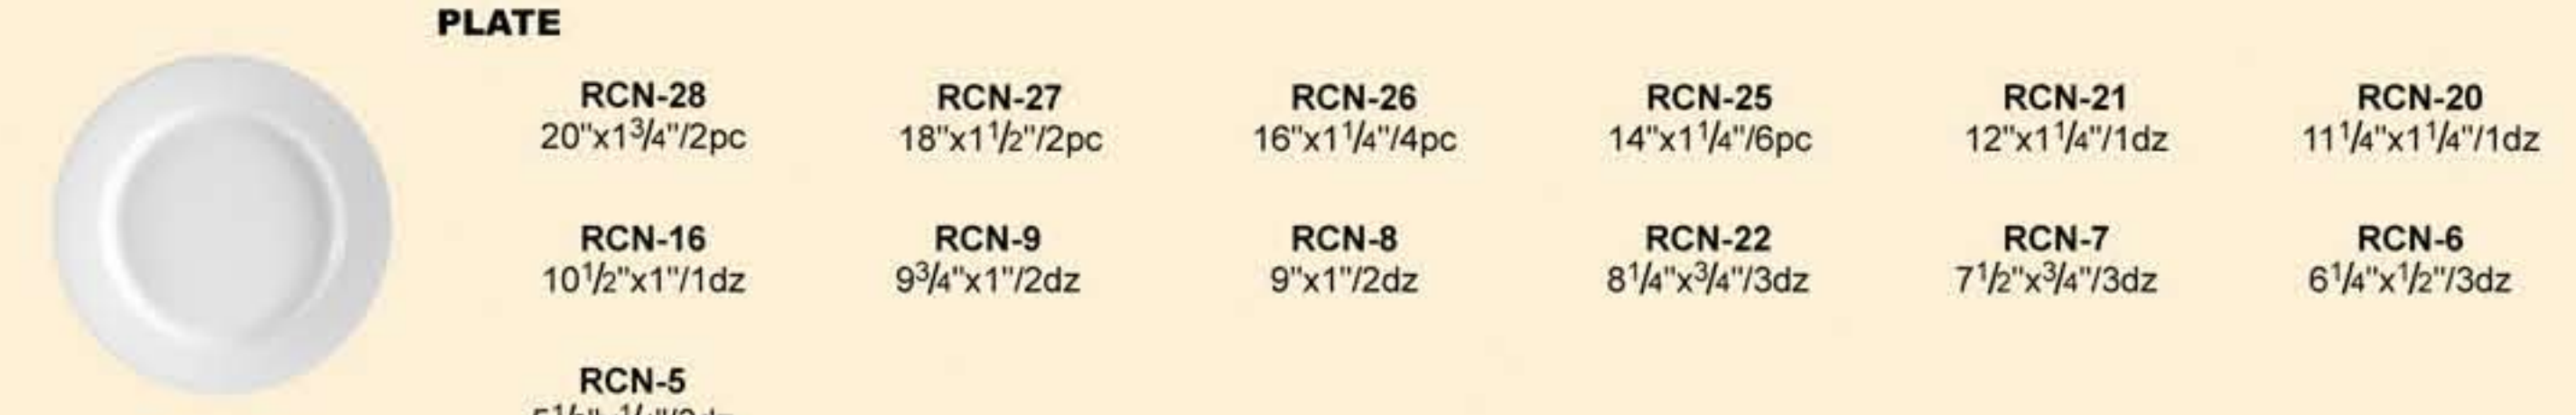 PLATE
RCN-28 RCN-27 RCN-26 RCN-25 RCN-21 RCN-20
20"x1³/4"/2pc 18"x1¹/2"/2pc 16"x1¹/4"/4pc 14"x1¹/4"/6pc 12"x1¹/4"/1dz 11¹/4"x1¹/4"/1dz
RCN-16 RCN-9 RCN-8 RCN-22 RCN-7 RCN-6
10¹/2"x1"/1dz 9³/4"x1"/2dz 9"x1"/2dz 8¹/4"x³/4"/3dz 7¹/2"x³/4"/3dz 6¹/4"x¹/2"/3dz
RCN-5